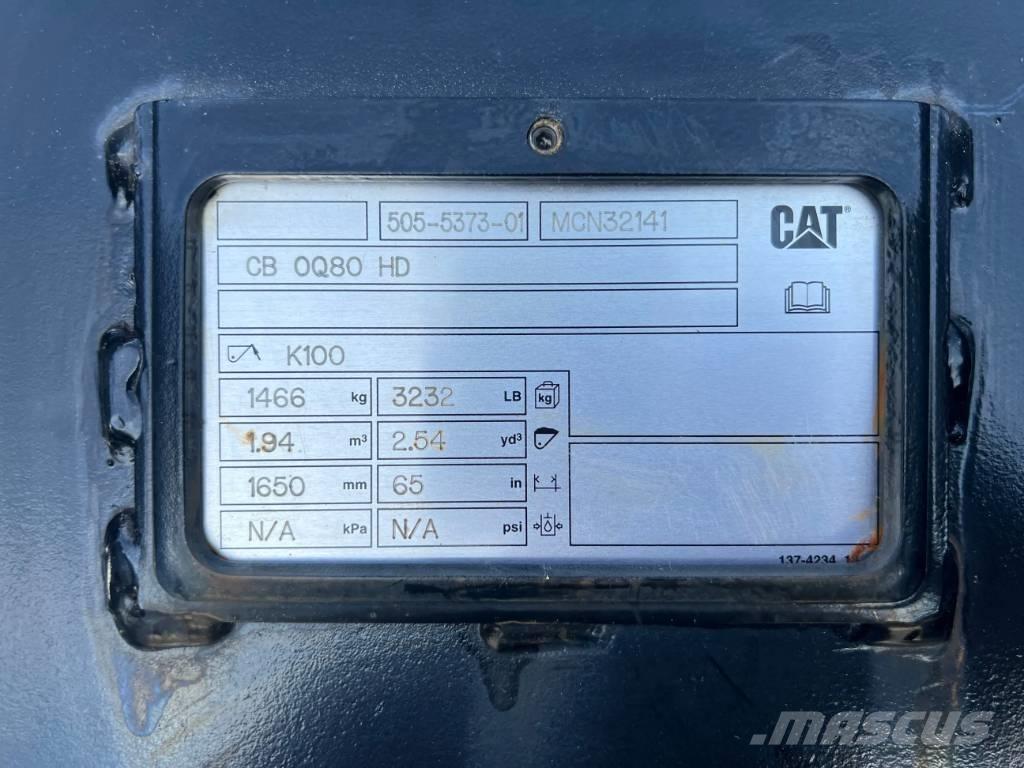 505-5373-01 MCN32141 CAT®
CB 0Q80 HD
K100
1466 kg 3232 LB kg
1.94 m³ 2.54 yd³
1650 mm 65 in
N/A kPa N/A psi
137-4234
MASCUS